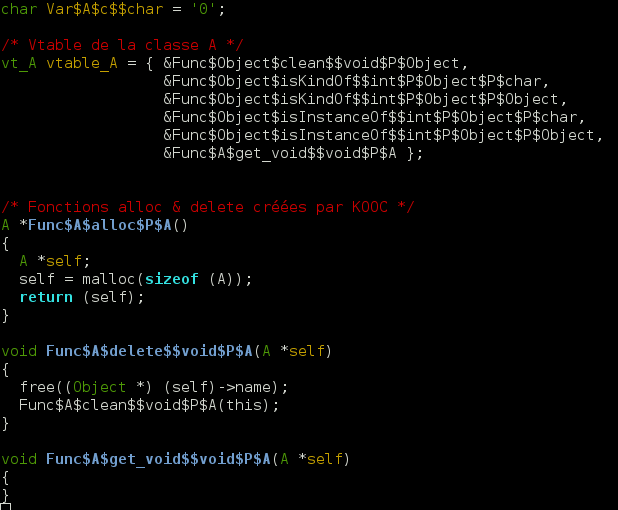 char Var$A$c$$char = '0';
/* Vtable de la classe A */
vt_A vtable_A = { &Func$Object$clean$$void$P$Object,
&Func$Object$isKindOf$$int$P$Object$P$char,
&Func$Object$isKindOf$$int$P$Object$P$Object,
&Func$Object$isInstanceOf$$int$P$Object$P$char,
&Func$Object$isInstanceOf$$int$P$Object$P$Object,
&Func$A$get_void$$void$P$A };
/* Fonctions alloc & delete créées par KOOC */
A *Func$A$alloc$P$A()
{
A *self;
self = malloc(sizeof (A));
return (self);
}
void Func$A$delete$$void$P$A(A *self)
{
free((Object *) (self)->name);
Func$A$clean$$void$P$A(this);
}
void Func$A$get_void$$void$P$A(A *self)
{
}